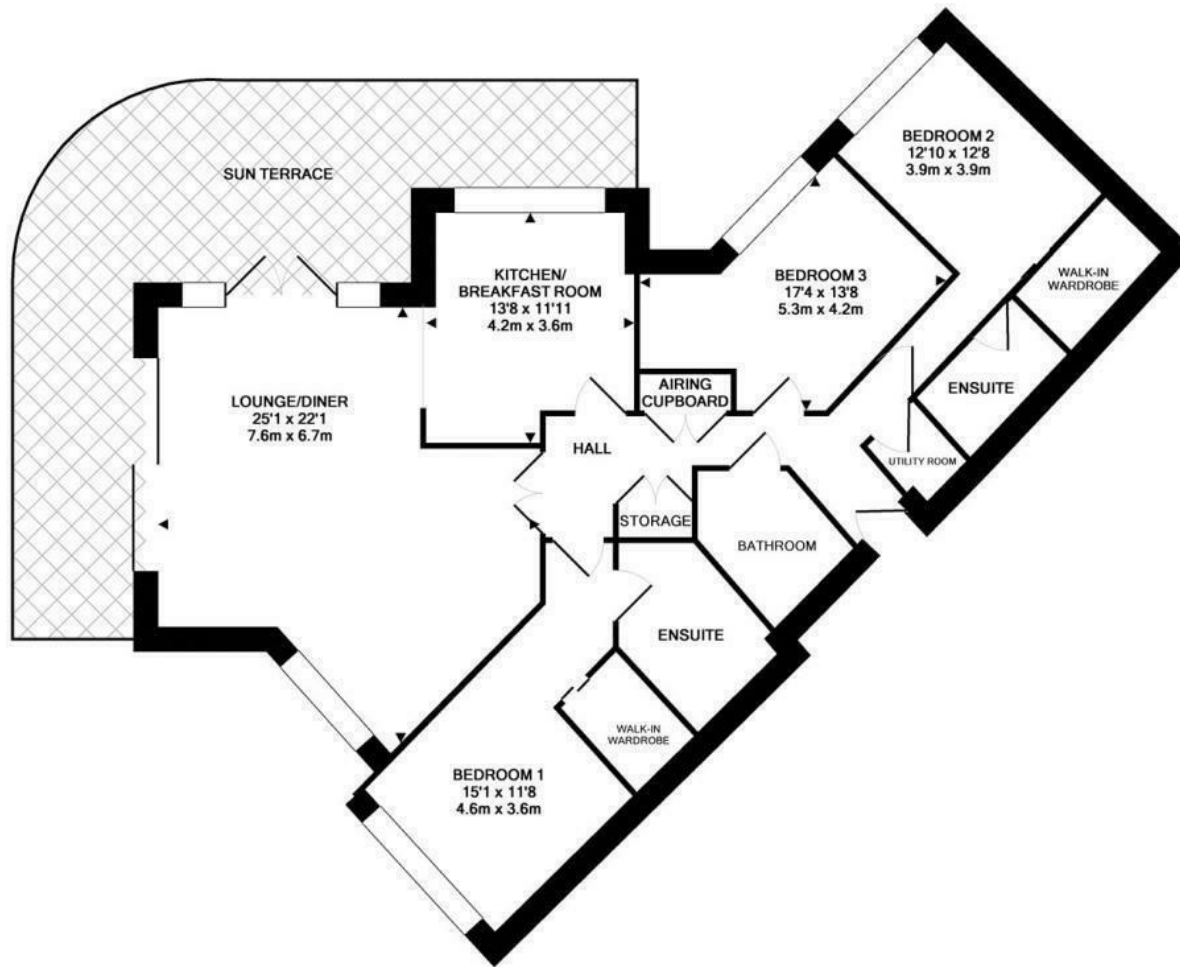 SUN TERRACE
KITCHEN/
BREAKFAST ROOM
13'8 x 11'11
4.2m x 3.6m
BEDROOM 2
12'10 x 12'8
3.9m x 3.9m
BEDROOM 3
17'4 x 13'8
5.3m x 4.2m
WALK-IN
WARDROBE
ENSUITE
UTILITY ROOM
AIRING
CUPBOARD
LOUNGE/DINER
25'1 x 22'1
7.6m x 6.7m
HALL
STORAGE
BATHROOM
ENSUITE
WALK-IN
WARDROBE
BEDROOM 1
15'1 x 11'8
4.6m x 3.6m